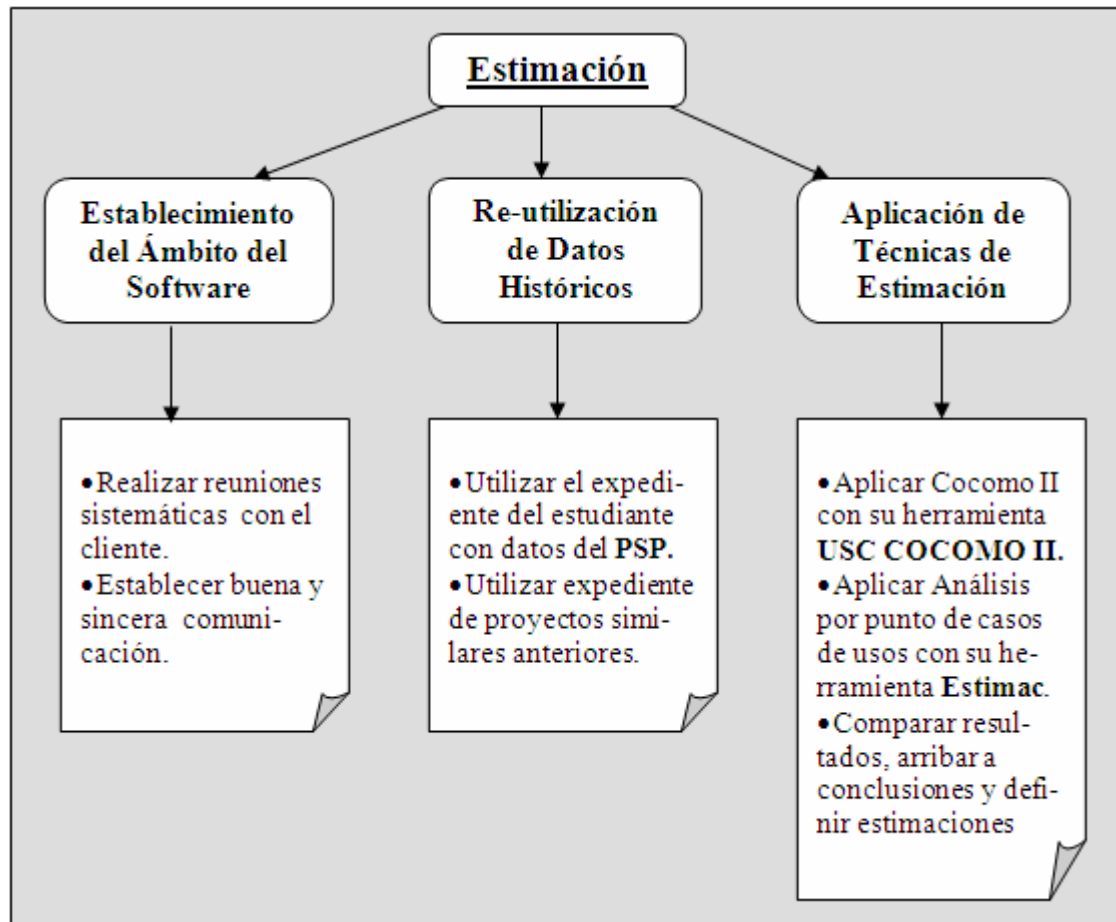 Estimación
Establecimiento
del Ámbito del
Software
Re-utilización
de Datos
Históricos
Aplicación de
Técnicas de
Estimación
•Realizar reuniones
sistemáticas con el
cliente.
•Establecer buena y
sincera comuni-
cación.
•Utilizar el expedi-
ente del estudiante
con datos del PSP.
•Utilizar expediente
de proyectos simi-
lares anteriores.
•Aplicar Cocomo II
con su herramienta
USC COCOMO II.
•Aplicar Análisis
por punto de casos
de usos con su he-
rramienta Estimac.
•Comparar resul-
tados, arribar a
conclusiones y defi-
nir estimaciones